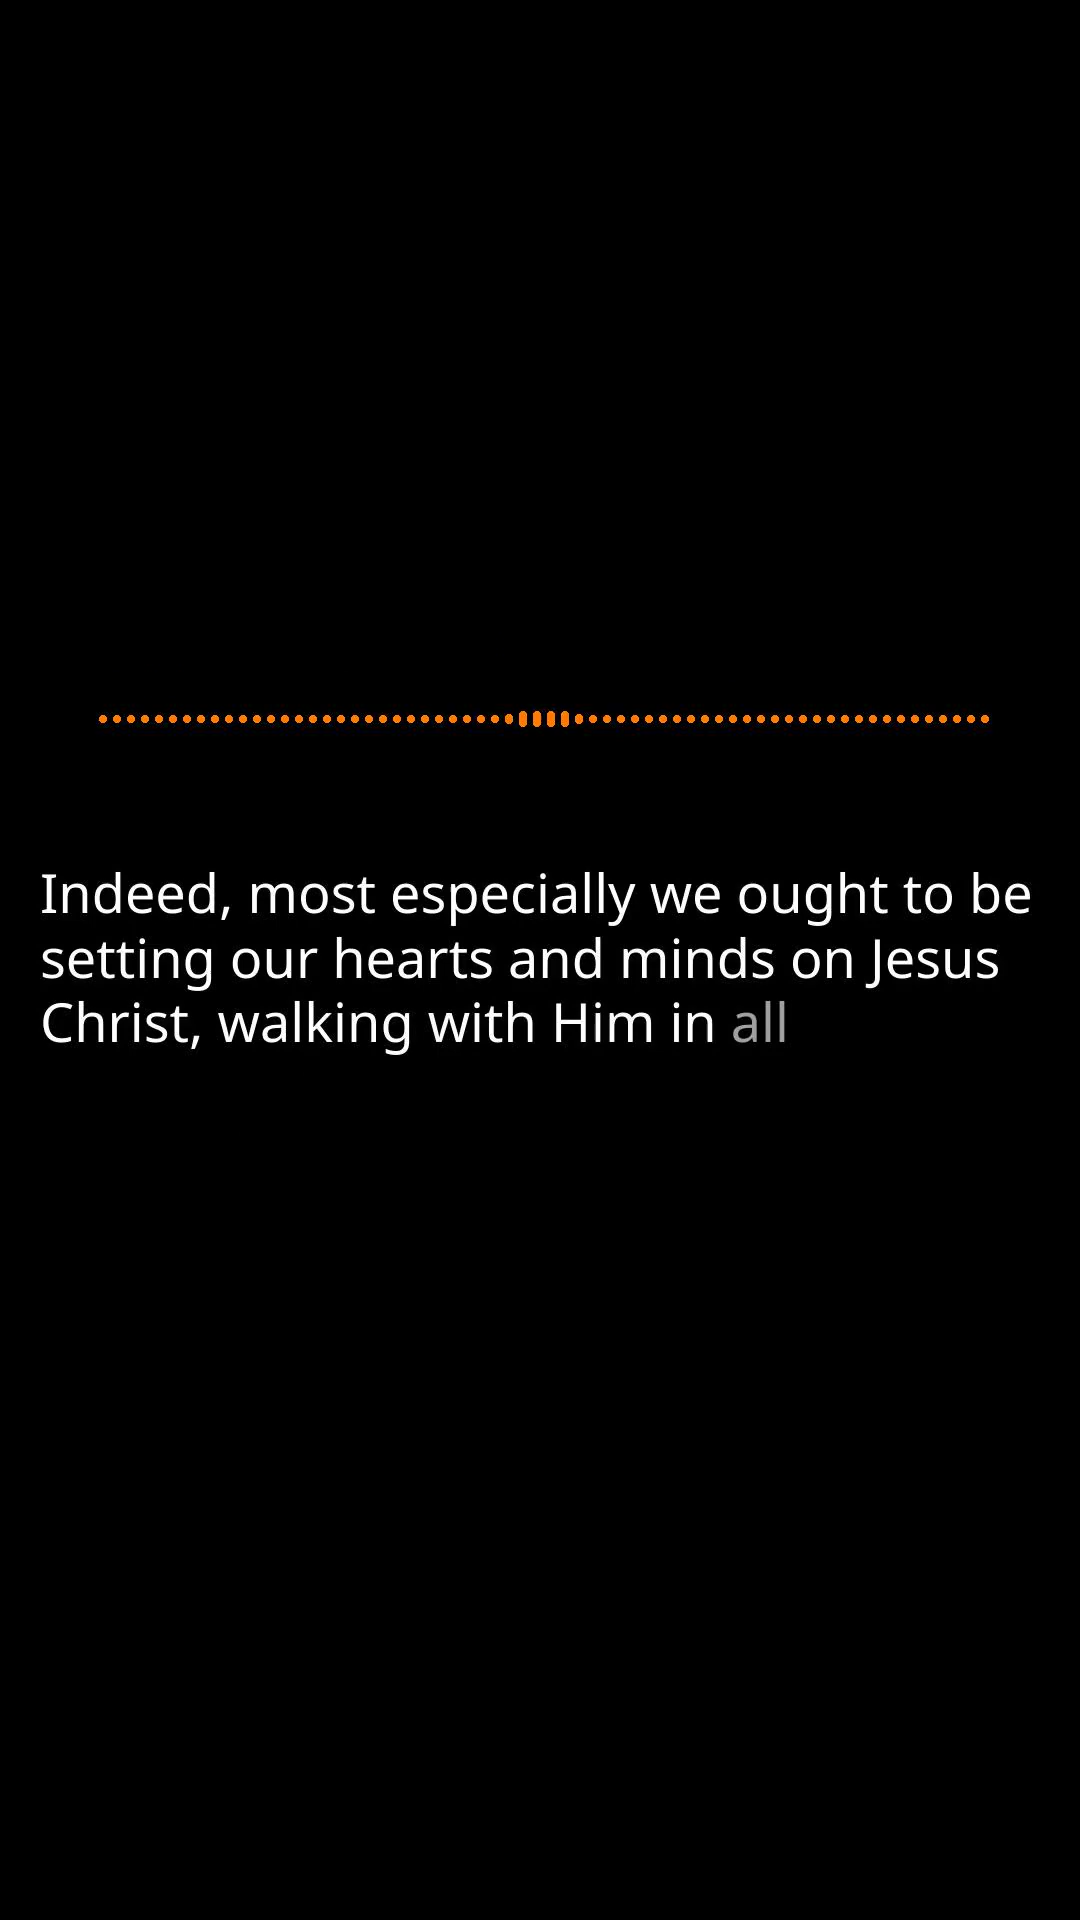 Indeed, most especially we ought to be
setting our hearts and minds on Jesus
Christ, walking with Him in all